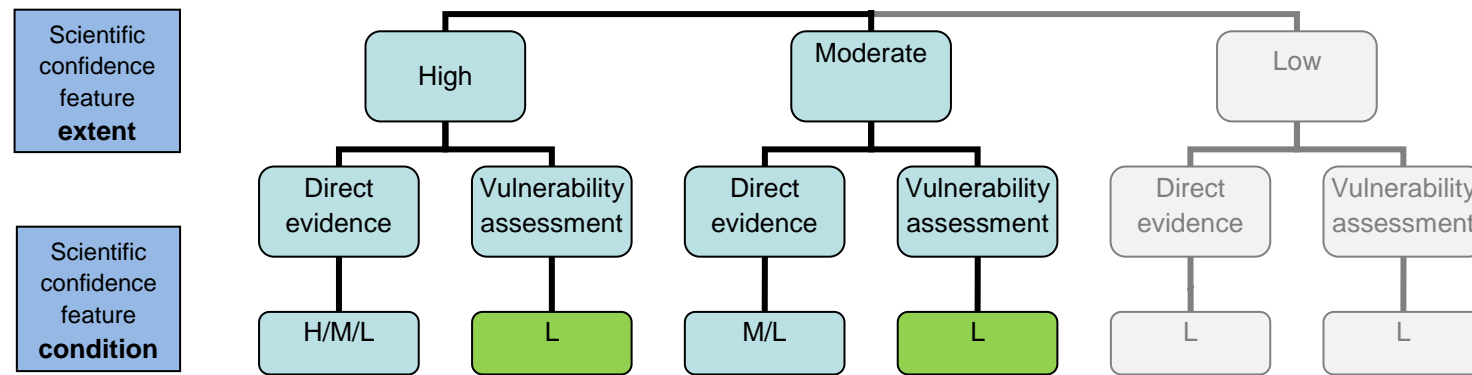 Scientific
confidence
feature
extent
High
Moderate
Low
Direct
evidence
Vulnerability
assessment
Direct
evidence
Vulnerability
assessment
Direct
evidence
Vulnerability
assessment
Scientific
confidence
feature
condition
H/M/L
L
M/L
L
L
L